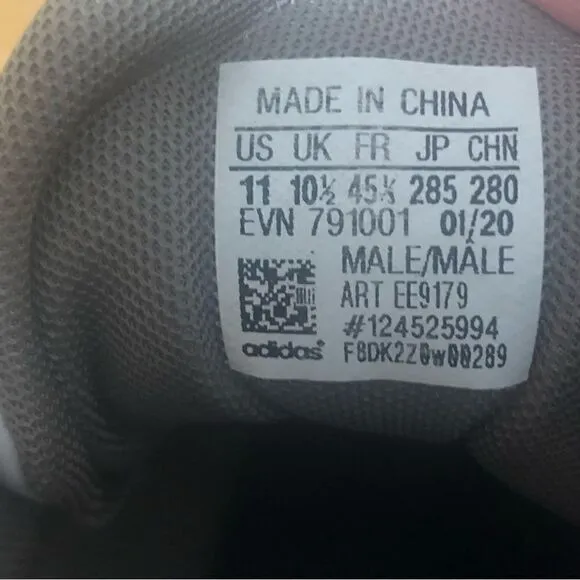 MADE IN CHINA
US UK FR JP CHN
11 10½ 45⅓ 285 280
EVN 791001 01/20
MALE/MÂLE
ART EE9179
#124525994
adidas® F8DK2Z0w00289